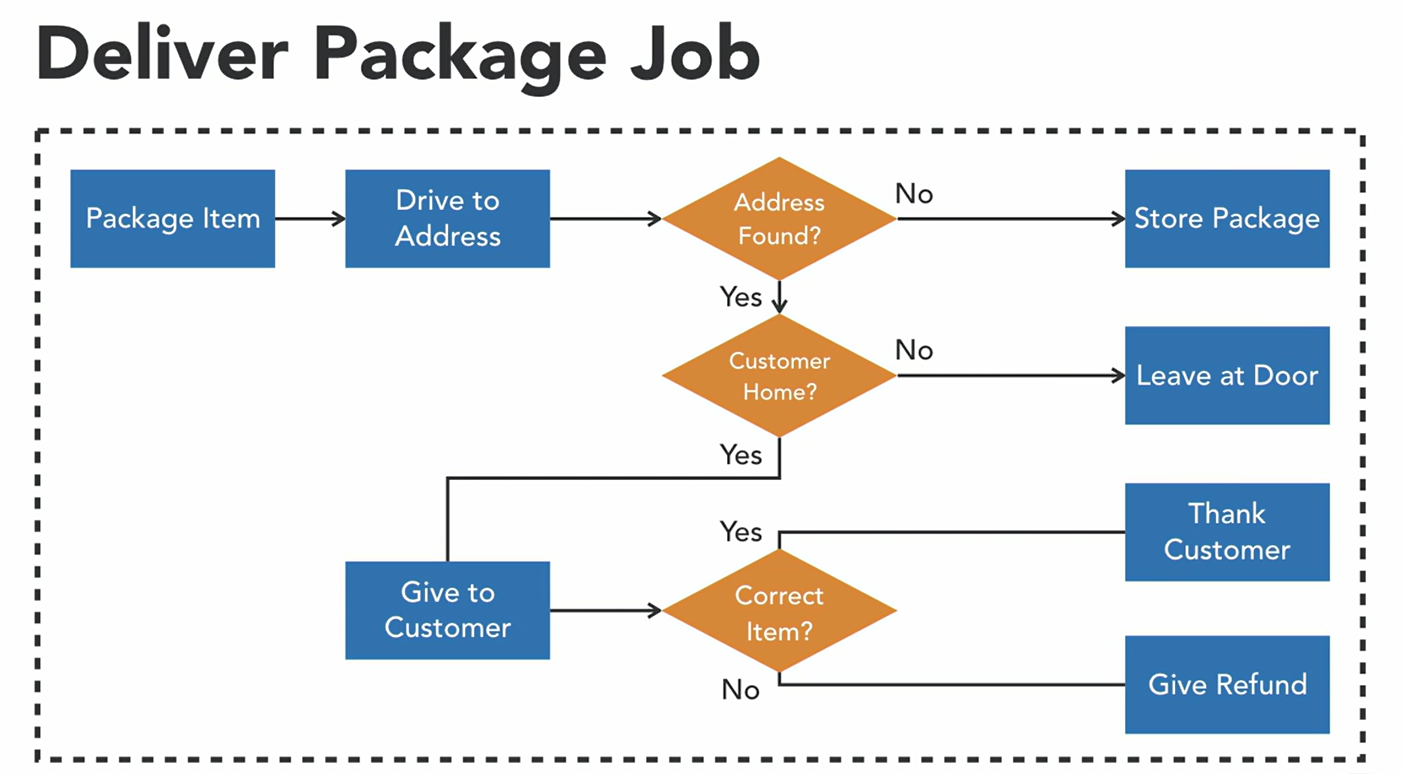 Deliver Package Job
Package Item
Drive to
Address
Address
Found?
No
Store Package
Yes
Customer
Home?
No
Leave at Door
Yes
Give to
Customer
Correct
Item?
Yes
Thank
Customer
No
Give Refund